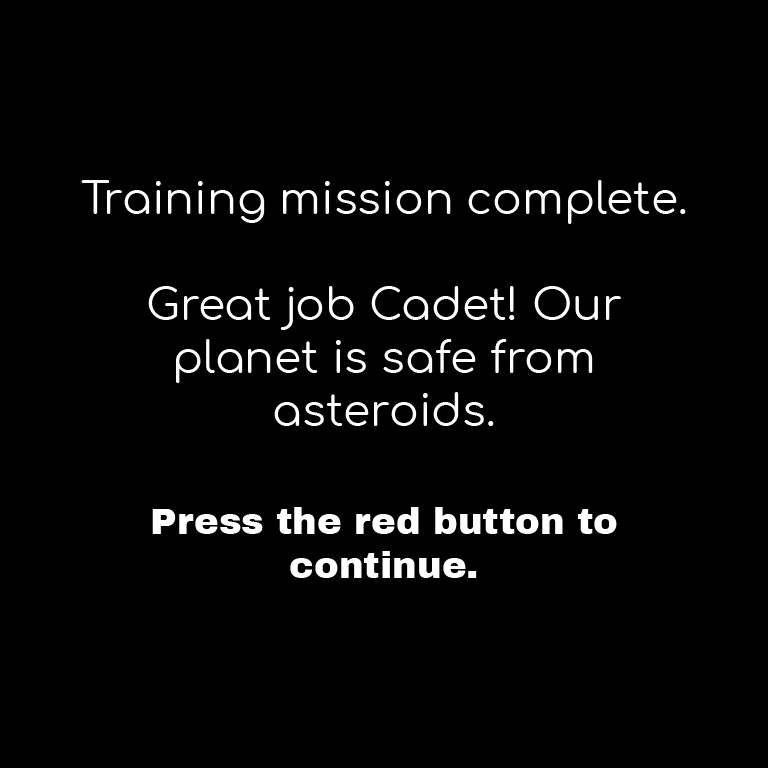 Training mission complete.
Great job Cadet! Our
planet is safe from
asteroids.
Press the red button to
continue.